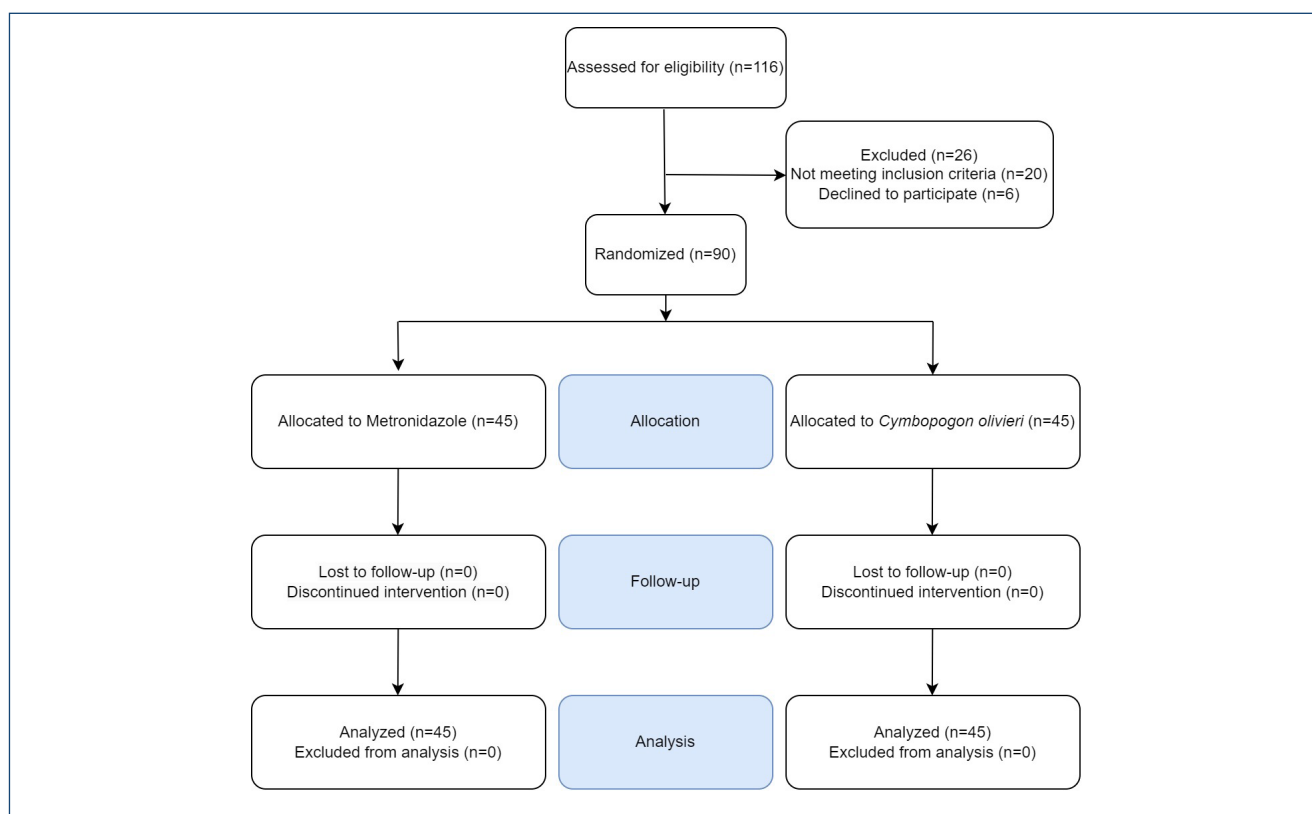 Assessed for eligibility (n=116)
Excluded (n=26)
Not meeting inclusion criteria (n=20)
Declined to participate (n=6)
Randomized (n=90)
Allocated to Metronidazole (n=45)
Allocation
Allocated to Cymbopogon olivieri (n=45)
Lost to follow-up (n=0)
Discontinued intervention (n=0)
Follow-up
Lost to follow-up (n=0)
Discontinued intervention (n=0)
Analyzed (n=45)
Excluded from analysis (n=0)
Analysis
Analyzed (n=45)
Excluded from analysis (n=0)